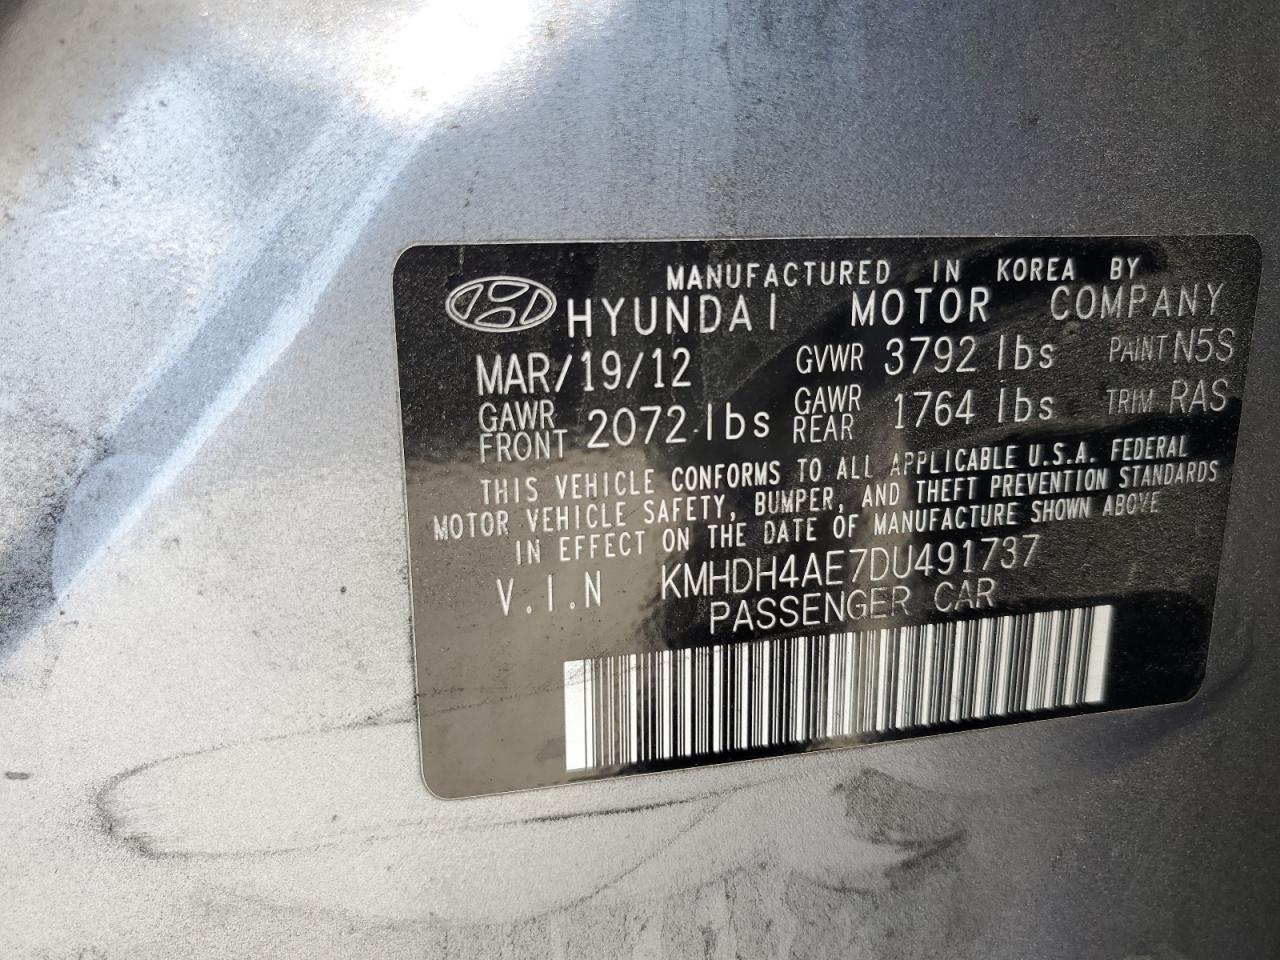 MANUFACTURED IN KOREA BY
HYUNDAI MOTOR COMPANY
MAR/19/12 GVWR 3792 lbs PAINT N5S
GAWR FRONT 2072 lbs GAWR REAR 1764 lbs TRIM RAS
THIS VEHICLE CONFORMS TO ALL APPLICABLE U.S.A. FEDERAL
MOTOR VEHICLE SAFETY, BUMPER, AND THEFT PREVENTION STANDARDS
IN EFFECT ON THE DATE OF MANUFACTURE SHOWN ABOVE
V.I.N KMHDH4AE7DU491737
PASSENGER CAR